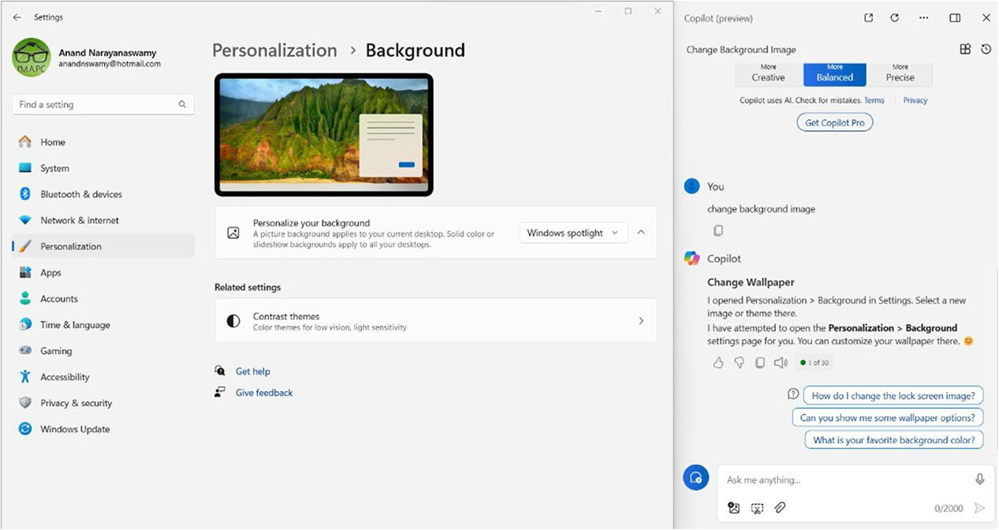 Settings
I'MAPC
Anand Narayanaswamy
anandnswamy@hotmail.com
Find a setting
Home
System
Bluetooth & devices
Network & internet
Personalization
Apps
Accounts
Time & language
Gaming
Accessibility
Privacy & security
Windows Update
Personalization > Background
Personalize your background
A picture background applies to your current desktop. Solid color or
slideshow backgrounds apply to all your desktops.
Windows spotlight
Related settings
Contrast themes
Color themes for low vision, light sensitivity
Get help
Give feedback
Copilot (preview)
Change Background Image
More Creative
More Balanced
More Precise
Copilot uses AI. Check for mistakes. Terms Privacy
Get Copilot Pro
You
change background image
Copilot
Change Wallpaper
I opened Personalization > Background in Settings. Select a new
image or theme there.
I have attempted to open the Personalization > Background
settings page for you. You can customize your wallpaper there. 😊
1 of 30
How do I change the lock screen image?
Can you show me some wallpaper options?
What is your favorite background color?
Ask me anything...
0/2000